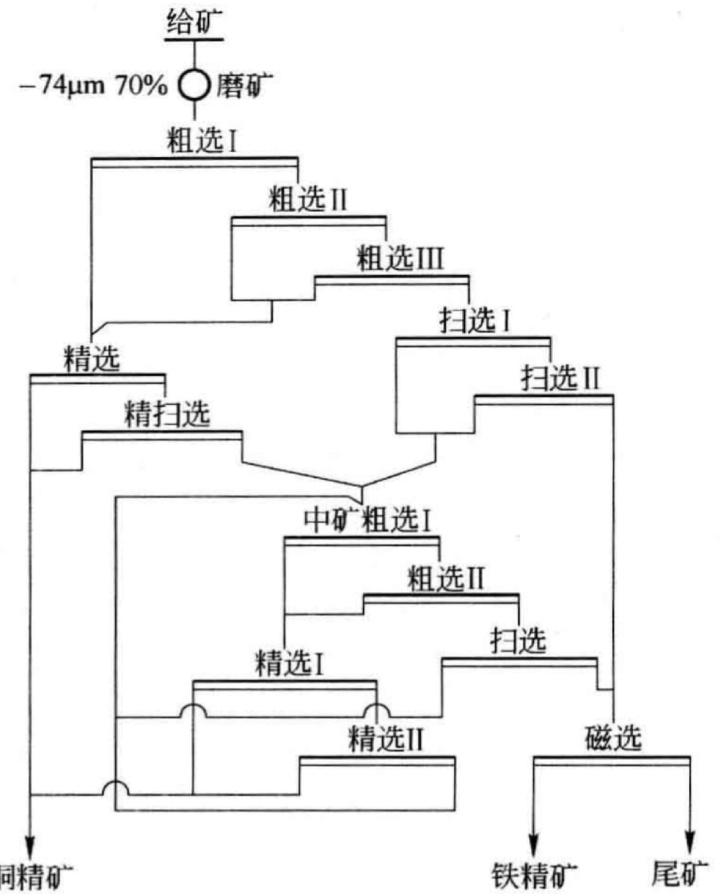 给矿
-74μm 70% 磨矿
粗选Ⅰ
粗选Ⅱ
粗选Ⅲ
扫选Ⅰ
精选
扫选Ⅱ
精扫选
中矿粗选Ⅰ
粗选Ⅱ
扫选
精选Ⅰ
精选Ⅱ
磁选
铜精矿
铁精矿
尾矿